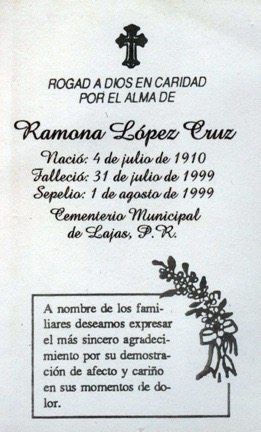 ROGAD A DIOS EN CARIDAD
POR EL ALMA DE
Ramona López Cruz
Nació: 4 de julio de 1910
Falleció: 31 de julio de 1999
Sepelio: 1 de agosto de 1999
Cementerio Municipal
de Lajas, P.R.
A nombre de los fami-
liares deseamos expresar
el más sincero agradeci-
miento por su demostra-
ción de afecto y cariño
en sus momentos de do-
lor.